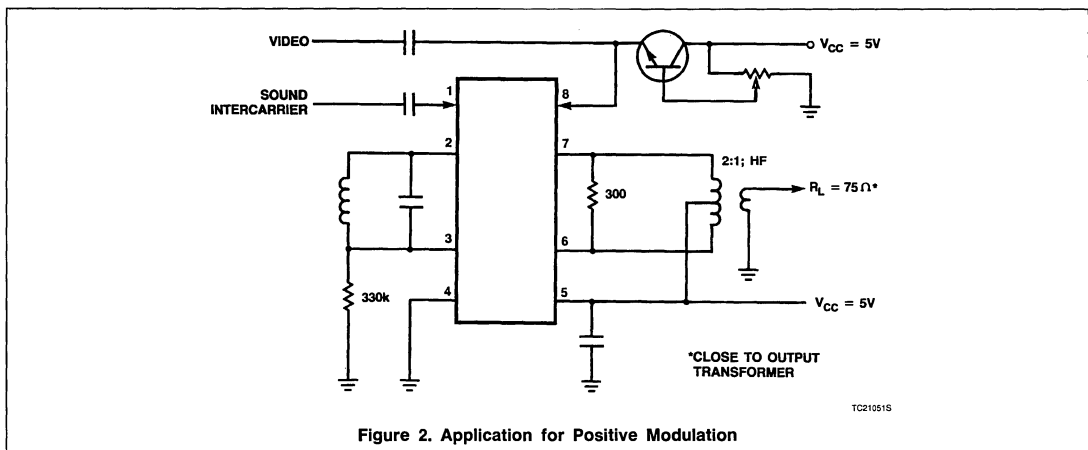 VIDEO
V_CC = 5V
SOUND
INTERCARRIER
1
8
2
7
2:1; HF
300
R_L = 75Ω*
3
6
330k
4
5
V_CC = 5V
*CLOSE TO OUTPUT
TRANSFORMER
TC21051S
Figure 2. Application for Positive Modulation